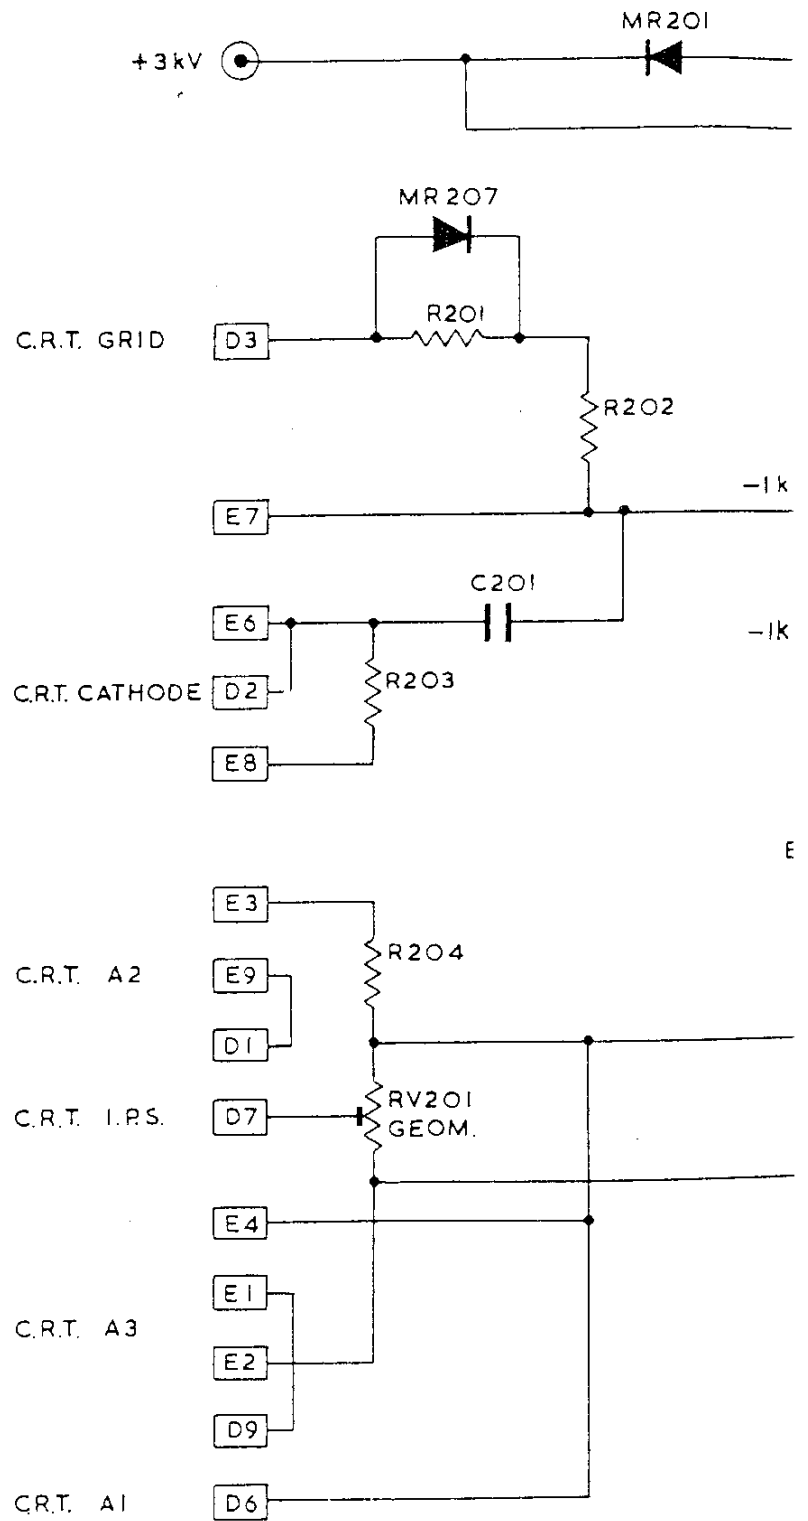 MR201
+3kV
MR207
R201
C.R.T. GRID D3
R202
-1k
E7
C201
E6
-1k
R203
C.R.T. CATHODE D2
E8
E
E3
R204
C.R.T. A2 E9
D1
RV201
C.R.T. I.P.S. D7
GEOM.
E4
E1
C.R.T. A3
E2
D9
C.R.T. A1 D6